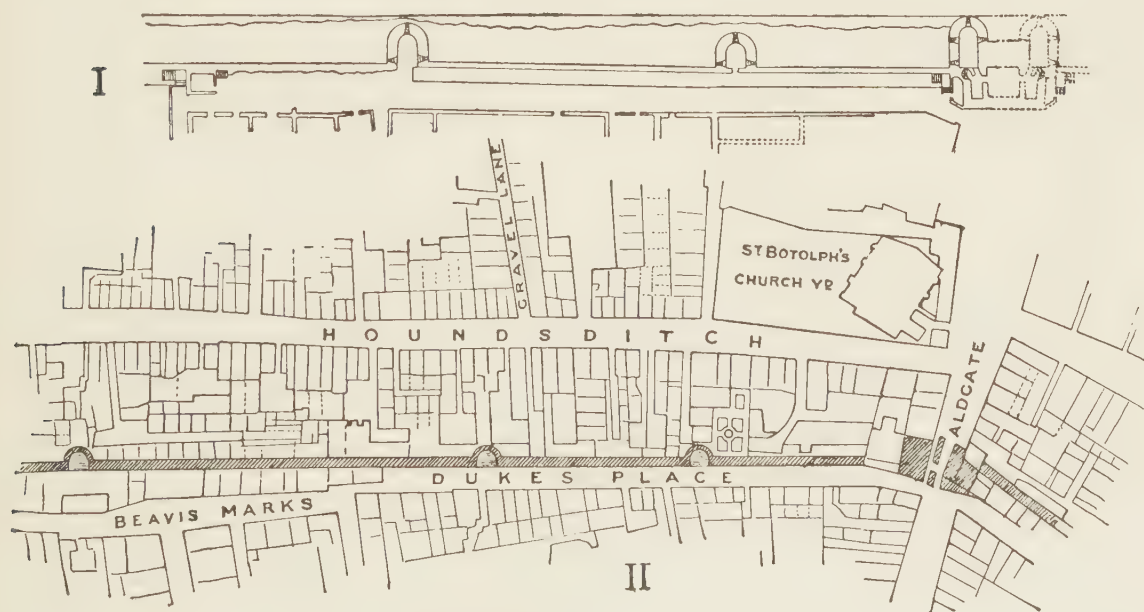 I
GRAVEL LANE
ST BOTOLPH'S
CHURCH YD
HOUNDSDITCH
ALDGATE
DUKES PLACE
BEAVIS MARKS
II